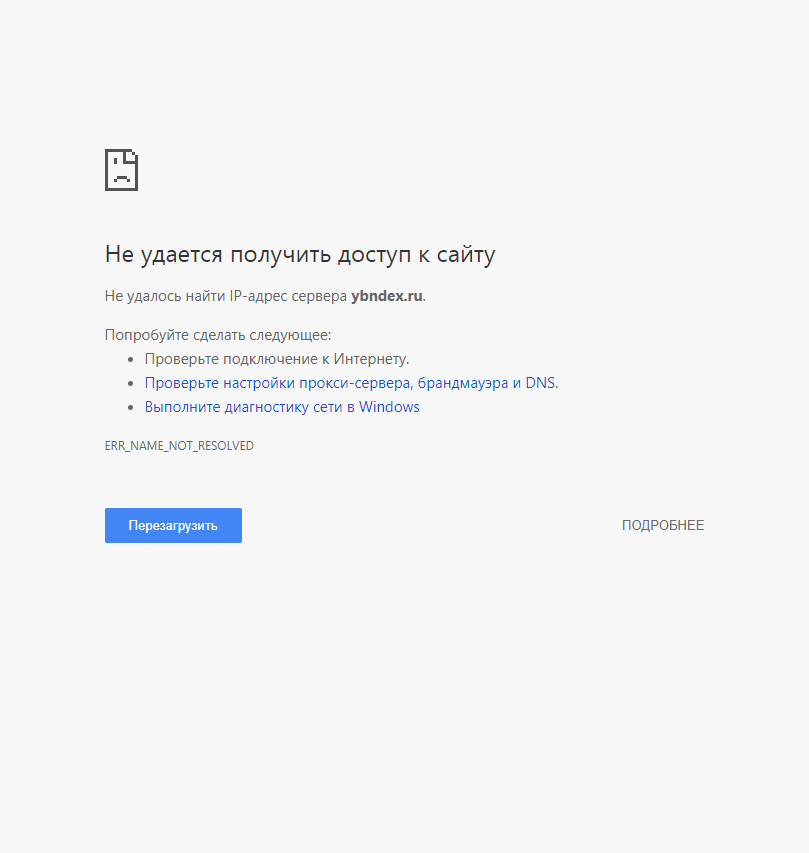 Не удается получить доступ к сайту
Не удалось найти IP-адрес сервера ybndex.ru.
Попробуйте сделать следующее:
• Проверьте подключение к Интернету.
• Проверьте настройки прокси-сервера, брандмауэра и DNS.
• Выполните диагностику сети в Windows
ERR_NAME_NOT_RESOLVED
Перезагрузить
ПОДРОБНЕЕ